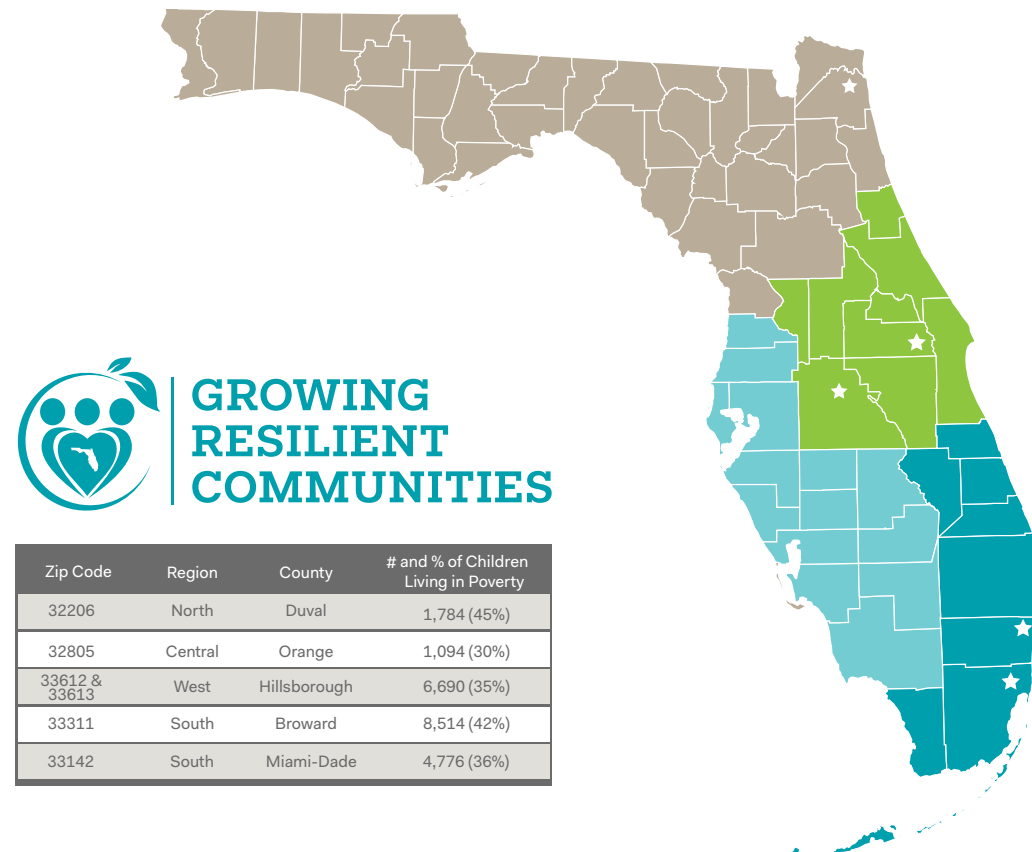 GROWING
RESILIENT
COMMUNITIES
Zip Code Region County # and % of Children
Living in Poverty
32206 North Duval 1,784 (45%)
32805 Central Orange 1,094 (30%)
33612 &
33613 West Hillsborough 6,690 (35%)
33311 South Broward 8,514 (42%)
33142 South Miami-Dade 4,776 (36%)